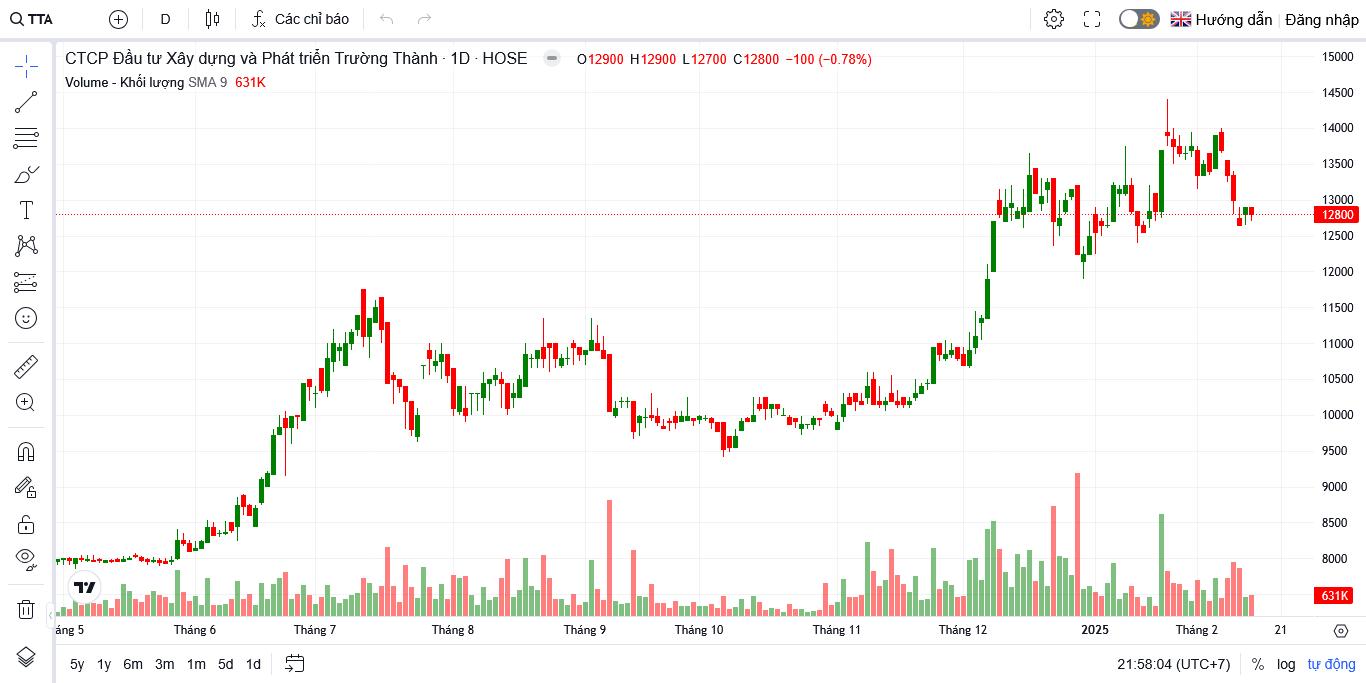 TTA D Các chỉ báo Hướng dẫn Đăng nhập
CTCP Đầu tư Xây dựng và Phát triển Trường Thành · 1D · HOSE O12900 H12900 L12700 C12800 −100 (−0.78%)
Volume - Khối lượng SMA 9 631K
15000
14500
14000
13500
13000
12800
12500
12000
11500
11000
10500
10000
9500
9000
8500
8000
631K
áng 5 Tháng 6 Tháng 7 Tháng 8 Tháng 9 Tháng 10 Tháng 11 Tháng 12 2025 Tháng 2 21
5y 1y 6m 3m 1m 5d 1d 21:58:04 (UTC+7) % log tự động